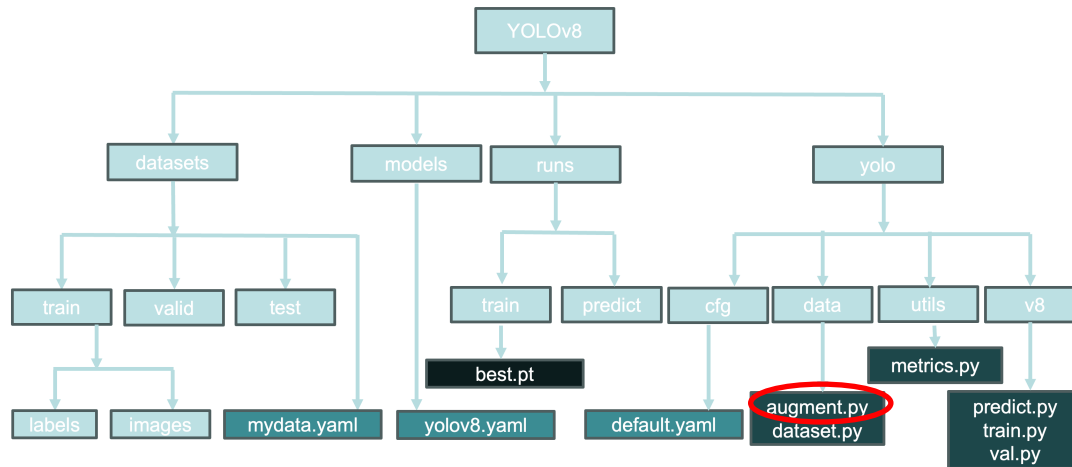 YOLOv8
datasets
models
runs
yolo
train
valid
test
train
predict
cfg
data
utils
v8
best.pt
metrics.py
labels
images
mydata.yaml
yolov8.yaml
default.yaml
augment.py
dataset.py
predict.py
train.py
val.py